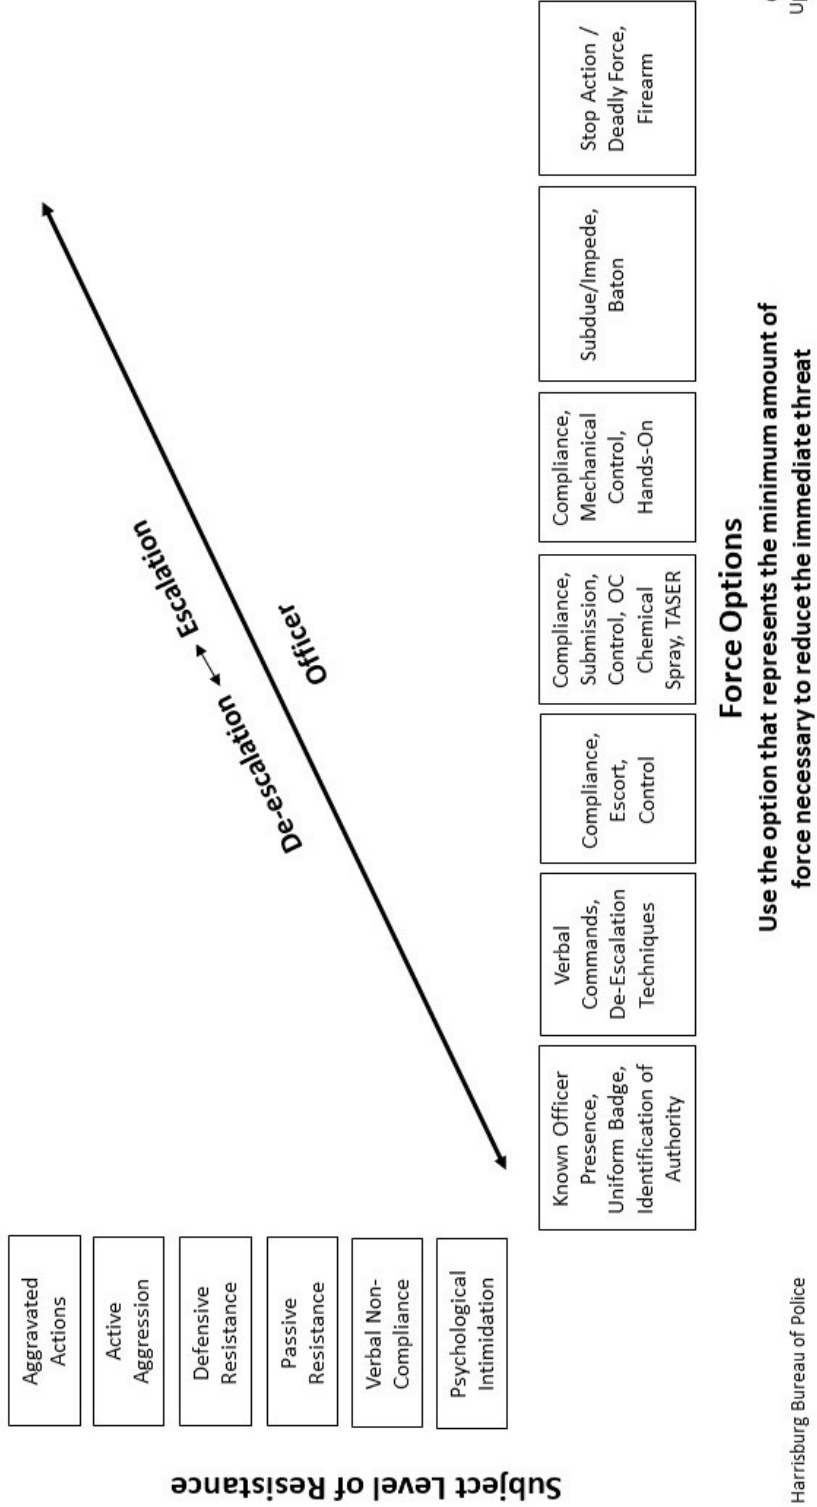 Subject Level of Resistance
Aggravated
Actions
Active
Aggression
Defensive
Resistance
Passive
Resistance
Verbal Non-
Compliance
Psychological
Intimidation
De-escalation
Escalation
Officer
Known Officer
Presence,
Uniform Badge,
Identification of
Authority
Verbal
Commands,
De-Escalation
Techniques
Compliance,
Escort,
Control
Compliance,
Submission,
Control, OC
Chemical
Spray, TASER
Compliance,
Mechanical
Control,
Hands-On
Subdue/Impede,
Baton
Stop Action /
Deadly Force,
Firearm
Force Options
Use the option that represents the minimum amount of
force necessary to reduce the immediate threat
Harrisburg Bureau of Police